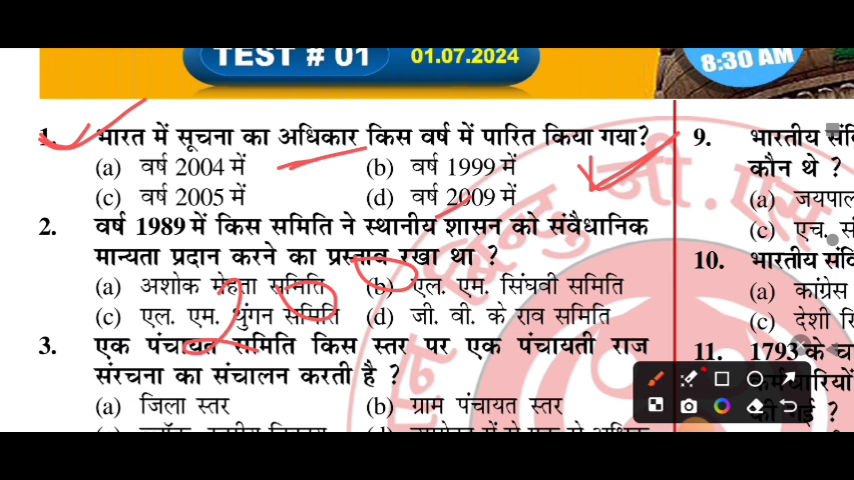 TEST # 01
01.07.2024
8:30 AM
1. भारत में सूचना का अधिकार किस वर्ष में पारित किया गया?
(a) वर्ष 2004 में (b) वर्ष 1999 में
(c) वर्ष 2005 में (d) वर्ष 2009 में
2. वर्ष 1989 में किस समिति ने स्थानीय शासन को संवैधानिक
मान्यता प्रदान करने का प्रस्ताव रखा था ?
(a) अशोक मेहता समिति (b) एल. एम. सिंघवी समिति
(c) एल. एम. थुंगन समिति (d) जी. वी. के राव समिति
3. एक पंचायत समिति किस स्तर पर एक पंचायती राज
संरचना का संचालन करती है ?
(a) जिला स्तर (b) ग्राम पंचायत स्तर
9. भारतीय
कौन थे ?
(a)
(c) एच.
10. भारतीय
(a) कांग्रेस
(c) देशी
11. 1793 के
200